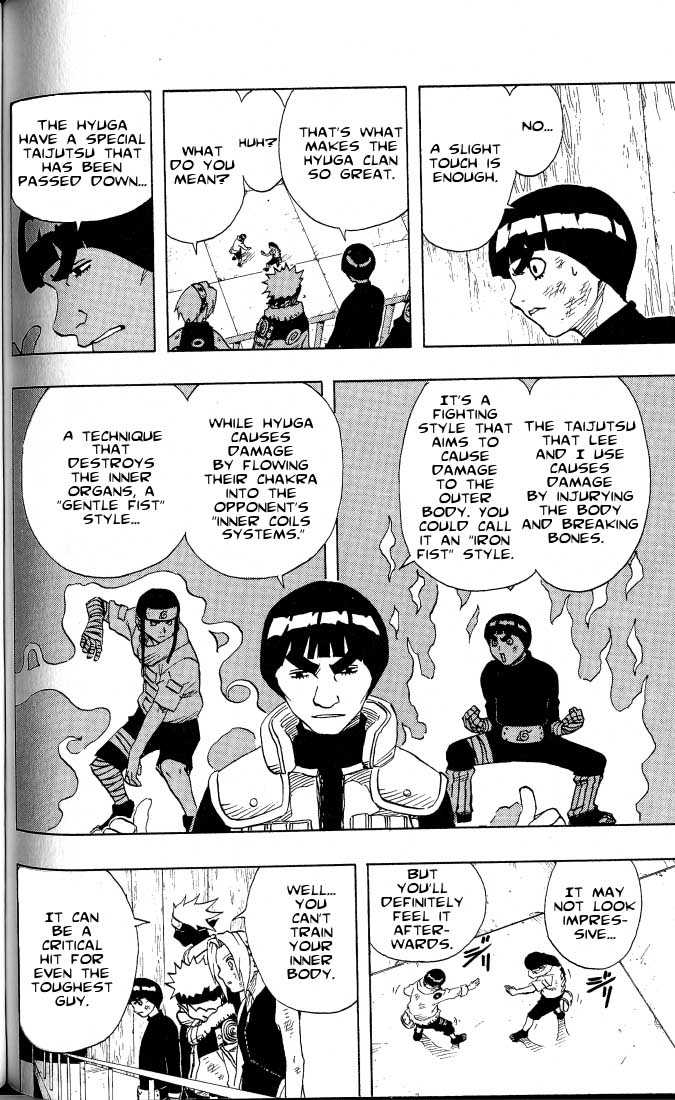 NO...
A SLIGHT
TOUCH IS
ENOUGH.
THAT'S WHAT
MAKES THE
HYUGA CLAN
SO GREAT.
HUH?
WHAT
DO YOU
MEAN?
THE HYUGA
HAVE A SPECIAL
TAIJUTSU THAT
HAS BEEN
PASSED DOWN...
THE TAIJUTSU
THAT LEE
AND I USE
CAUSES
DAMAGE
BY INJURYING
THE BODY
AND BREAKING
BONES.
IT'S A
FIGHTING
STYLE THAT
AIMS TO
CAUSE
DAMAGE
TO THE
OUTER
BODY. YOU
COULD CALL
IT AN "IRON
FIST" STYLE.
WHILE HYUGA
CAUSES
DAMAGE
BY FLOWING
THEIR CHAKRA
INTO THE
OPPONENT'S
"INNER COILS
SYSTEMS."
A TECHNIQUE
THAT
DESTROYS
THE INNER
ORGANS, A
"GENTLE FIST"
STYLE...
IT MAY
NOT LOOK
IMPRES-
SIVE...
BUT
YOU'LL
DEFINITELY
FEEL IT
AFTER-
WARDS.
WELL...
YOU
CAN'T
TRAIN
YOUR
INNER
BODY.
IT CAN
BE A
CRITICAL
HIT FOR
EVEN THE
TOUGHEST
GUY.